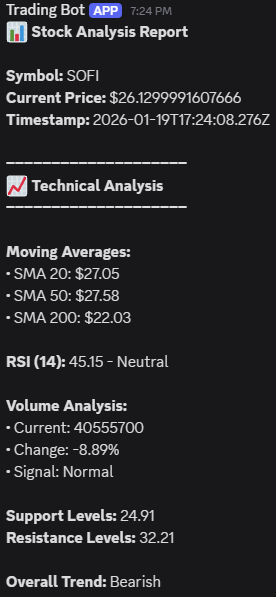 Trading Bot APP 7:24 PM
📊 Stock Analysis Report
Symbol: SOFI
Current Price: $26.1299991607666
Timestamp: 2026-01-19T17:24:08.276Z
━━━━━━━━━━━━━━━━━━━━
📈 Technical Analysis
━━━━━━━━━━━━━━━━━━━━
Moving Averages:
• SMA 20: $27.05
• SMA 50: $27.58
• SMA 200: $22.03
RSI (14): 45.15 - Neutral
Volume Analysis:
• Current: 40555700
• Change: -8.89%
• Signal: Normal
Support Levels: 24.91
Resistance Levels: 32.21
Overall Trend: Bearish